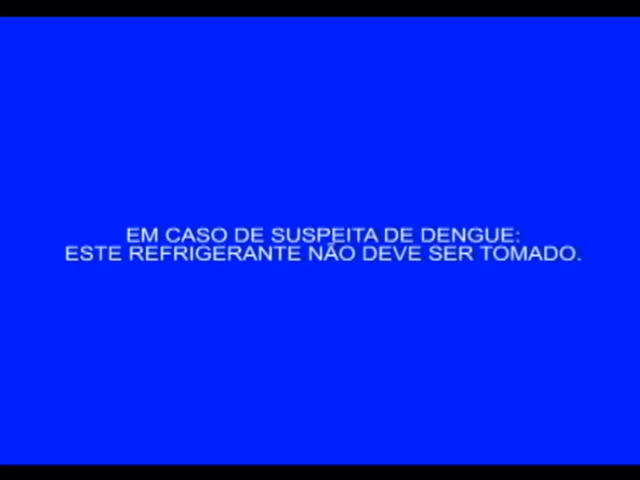 EM CASO DE SUSPEITA DE DENGUE:
ESTE REFRIGERANTE NÃO DEVE SER TOMADO.